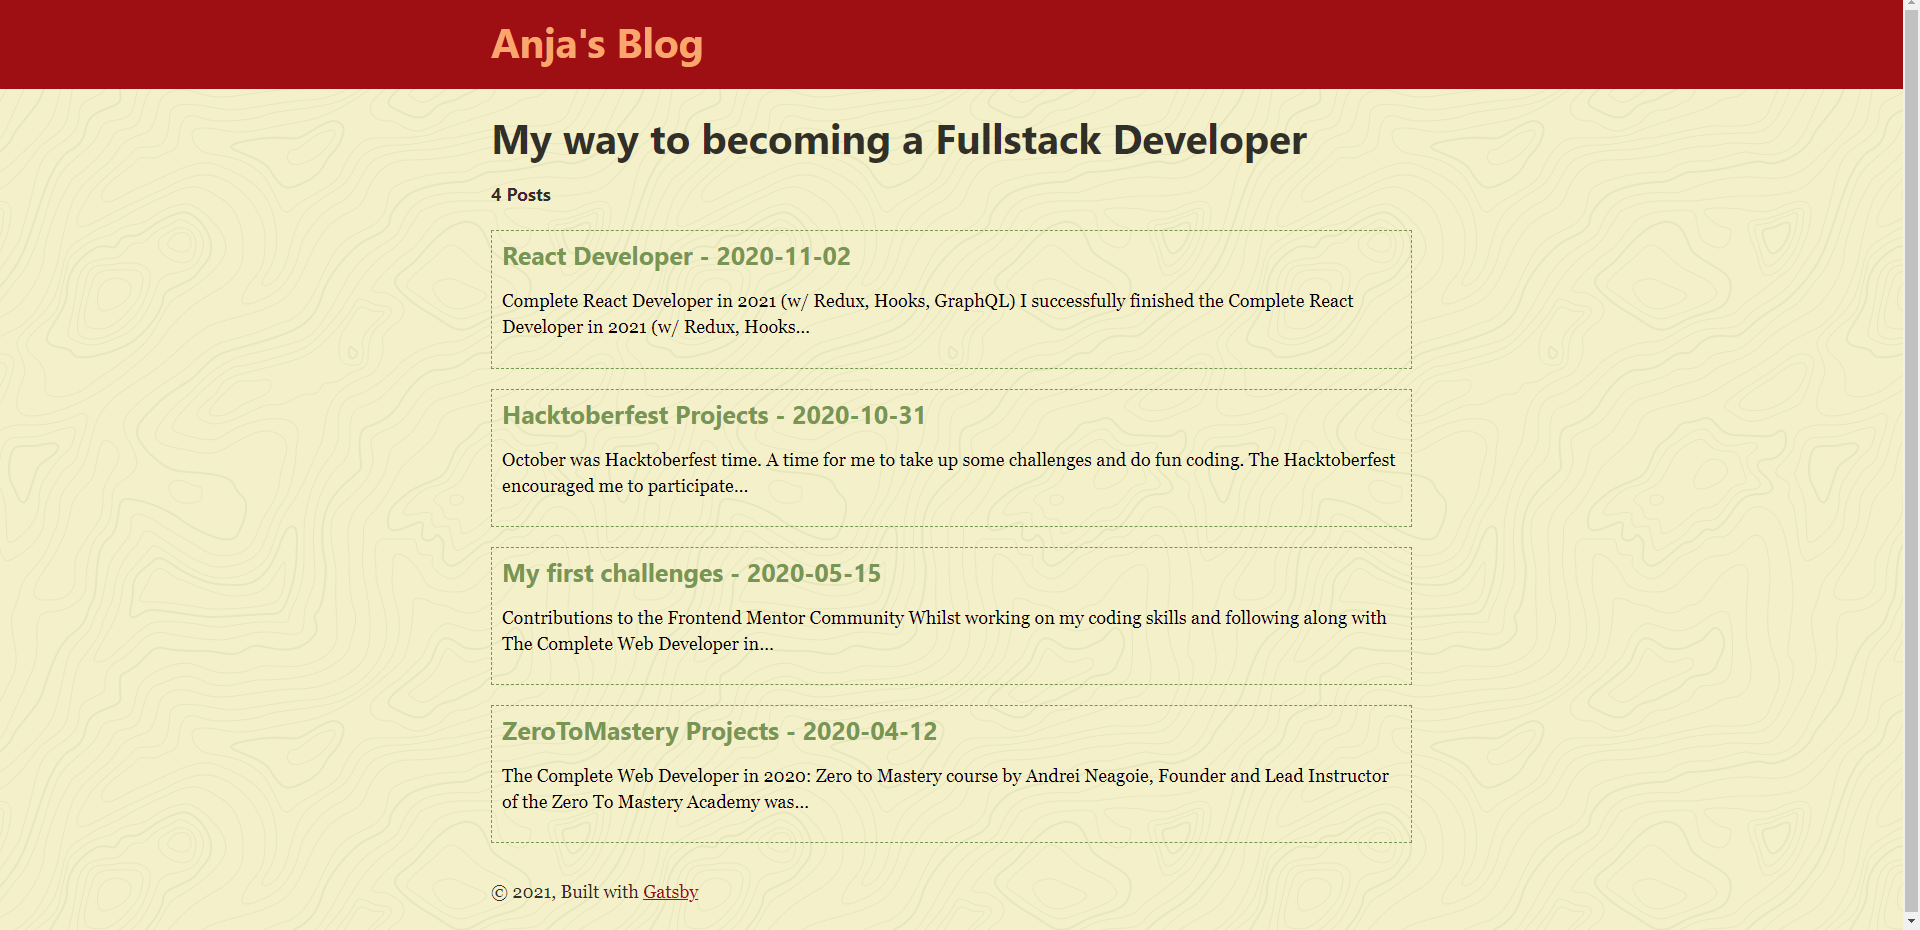 Anja's Blog
My way to becoming a Fullstack Developer
4 Posts
React Developer - 2020-11-02
Complete React Developer in 2021 (w/ Redux, Hooks, GraphQL) I successfully finished the Complete React
Developer in 2021 (w/ Redux, Hooks…
Hacktoberfest Projects - 2020-10-31
October was Hacktoberfest time. A time for me to take up some challenges and do fun coding. The Hacktoberfest
encouraged me to participate…
My first challenges - 2020-05-15
Contributions to the Frontend Mentor Community Whilst working on my coding skills and following along with
The Complete Web Developer in…
ZeroToMastery Projects - 2020-04-12
The Complete Web Developer in 2020: Zero to Mastery course by Andrei Neagoie, Founder and Lead Instructor
of the Zero To Mastery Academy was…
© 2021, Built with Gatsby